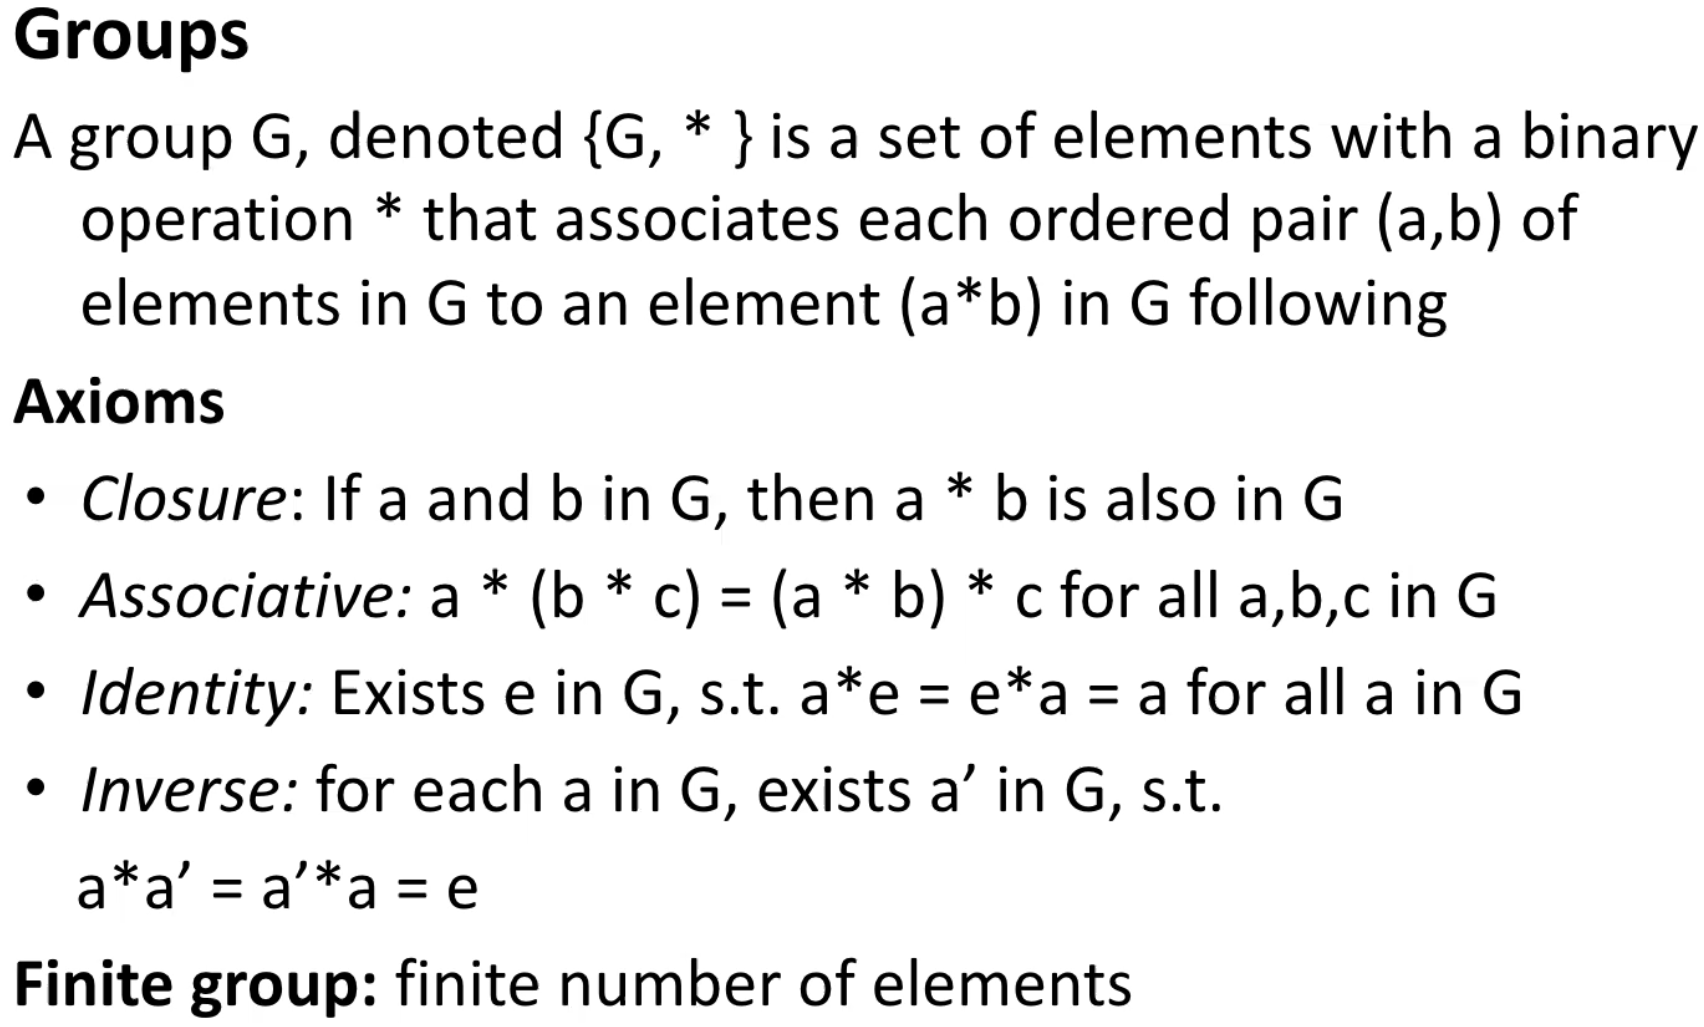 Groups
A group G, denoted {G, * } is a set of elements with a binary
operation * that associates each ordered pair (a,b) of
elements in G to an element (a*b) in G following
Axioms
• Closure: If a and b in G, then a * b is also in G
• Associative: a * (b * c) = (a * b) * c for all a,b,c in G
• Identity: Exists e in G, s.t. a*e = e*a = a for all a in G
• Inverse: for each a in G, exists a’ in G, s.t.
a*a’ = a’*a = e
Finite group: finite number of elements